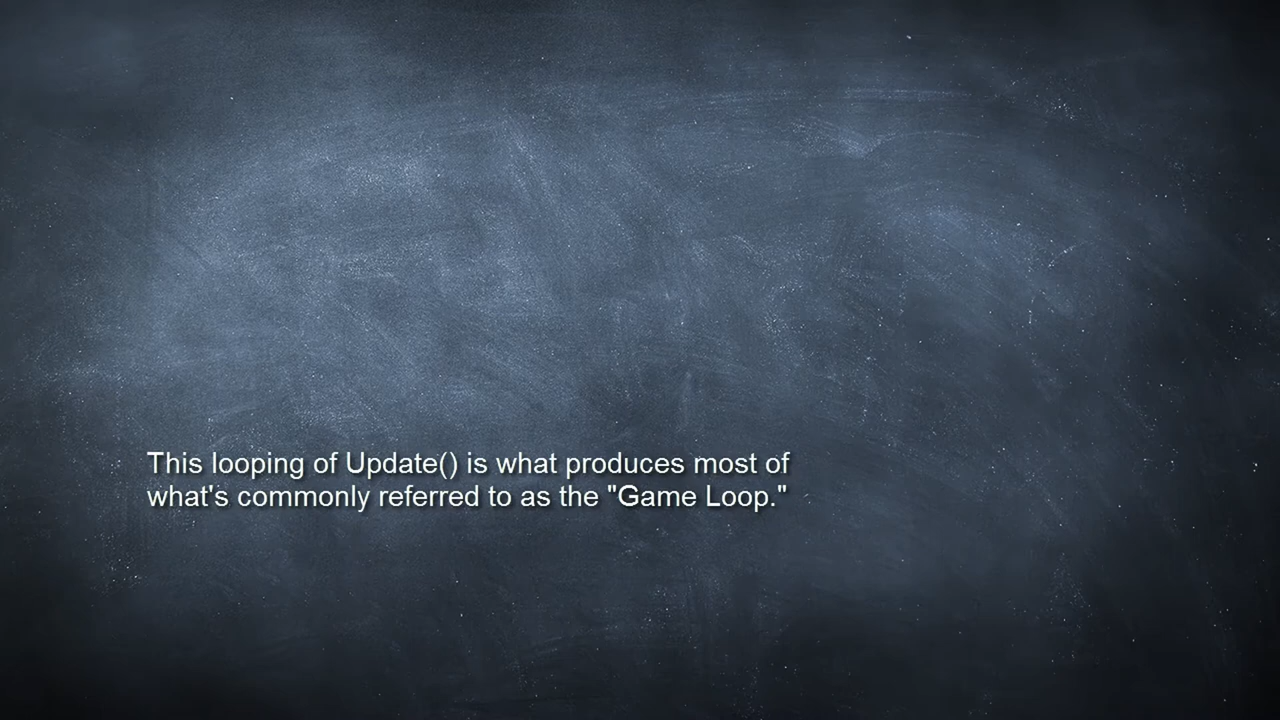 This looping of Update() is what produces most of
what's commonly referred to as the "Game Loop."